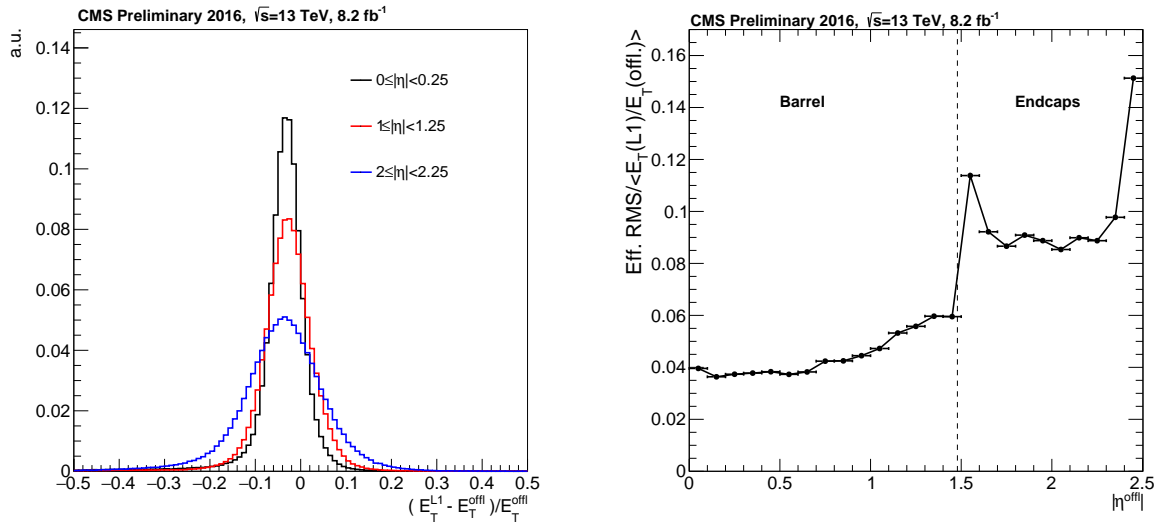 CMS Preliminary 2016, √s=13 TeV, 8.2 fb⁻¹
a.u.
0.14
0.12
0.1
0.08
0.06
0.04
0.02
0
0≤|η|<0.25
1≤|η|<1.25
2≤|η|<2.25
−0.5 −0.4 −0.3 −0.2 −0.1 0 0.1 0.2 0.3 0.4 0.5
( E_T^L1 - E_T^offl )/E_T^offl
CMS Preliminary 2016, √s=13 TeV, 8.2 fb⁻¹
Eff. RMS/<E_T(L1)/E_T(offl.)>
0.16
0.14
0.12
0.1
0.08
0.06
0.04
0.02
0
Barrel
Endcaps
0 0.5 1 1.5 2 2.5
|η^offl|